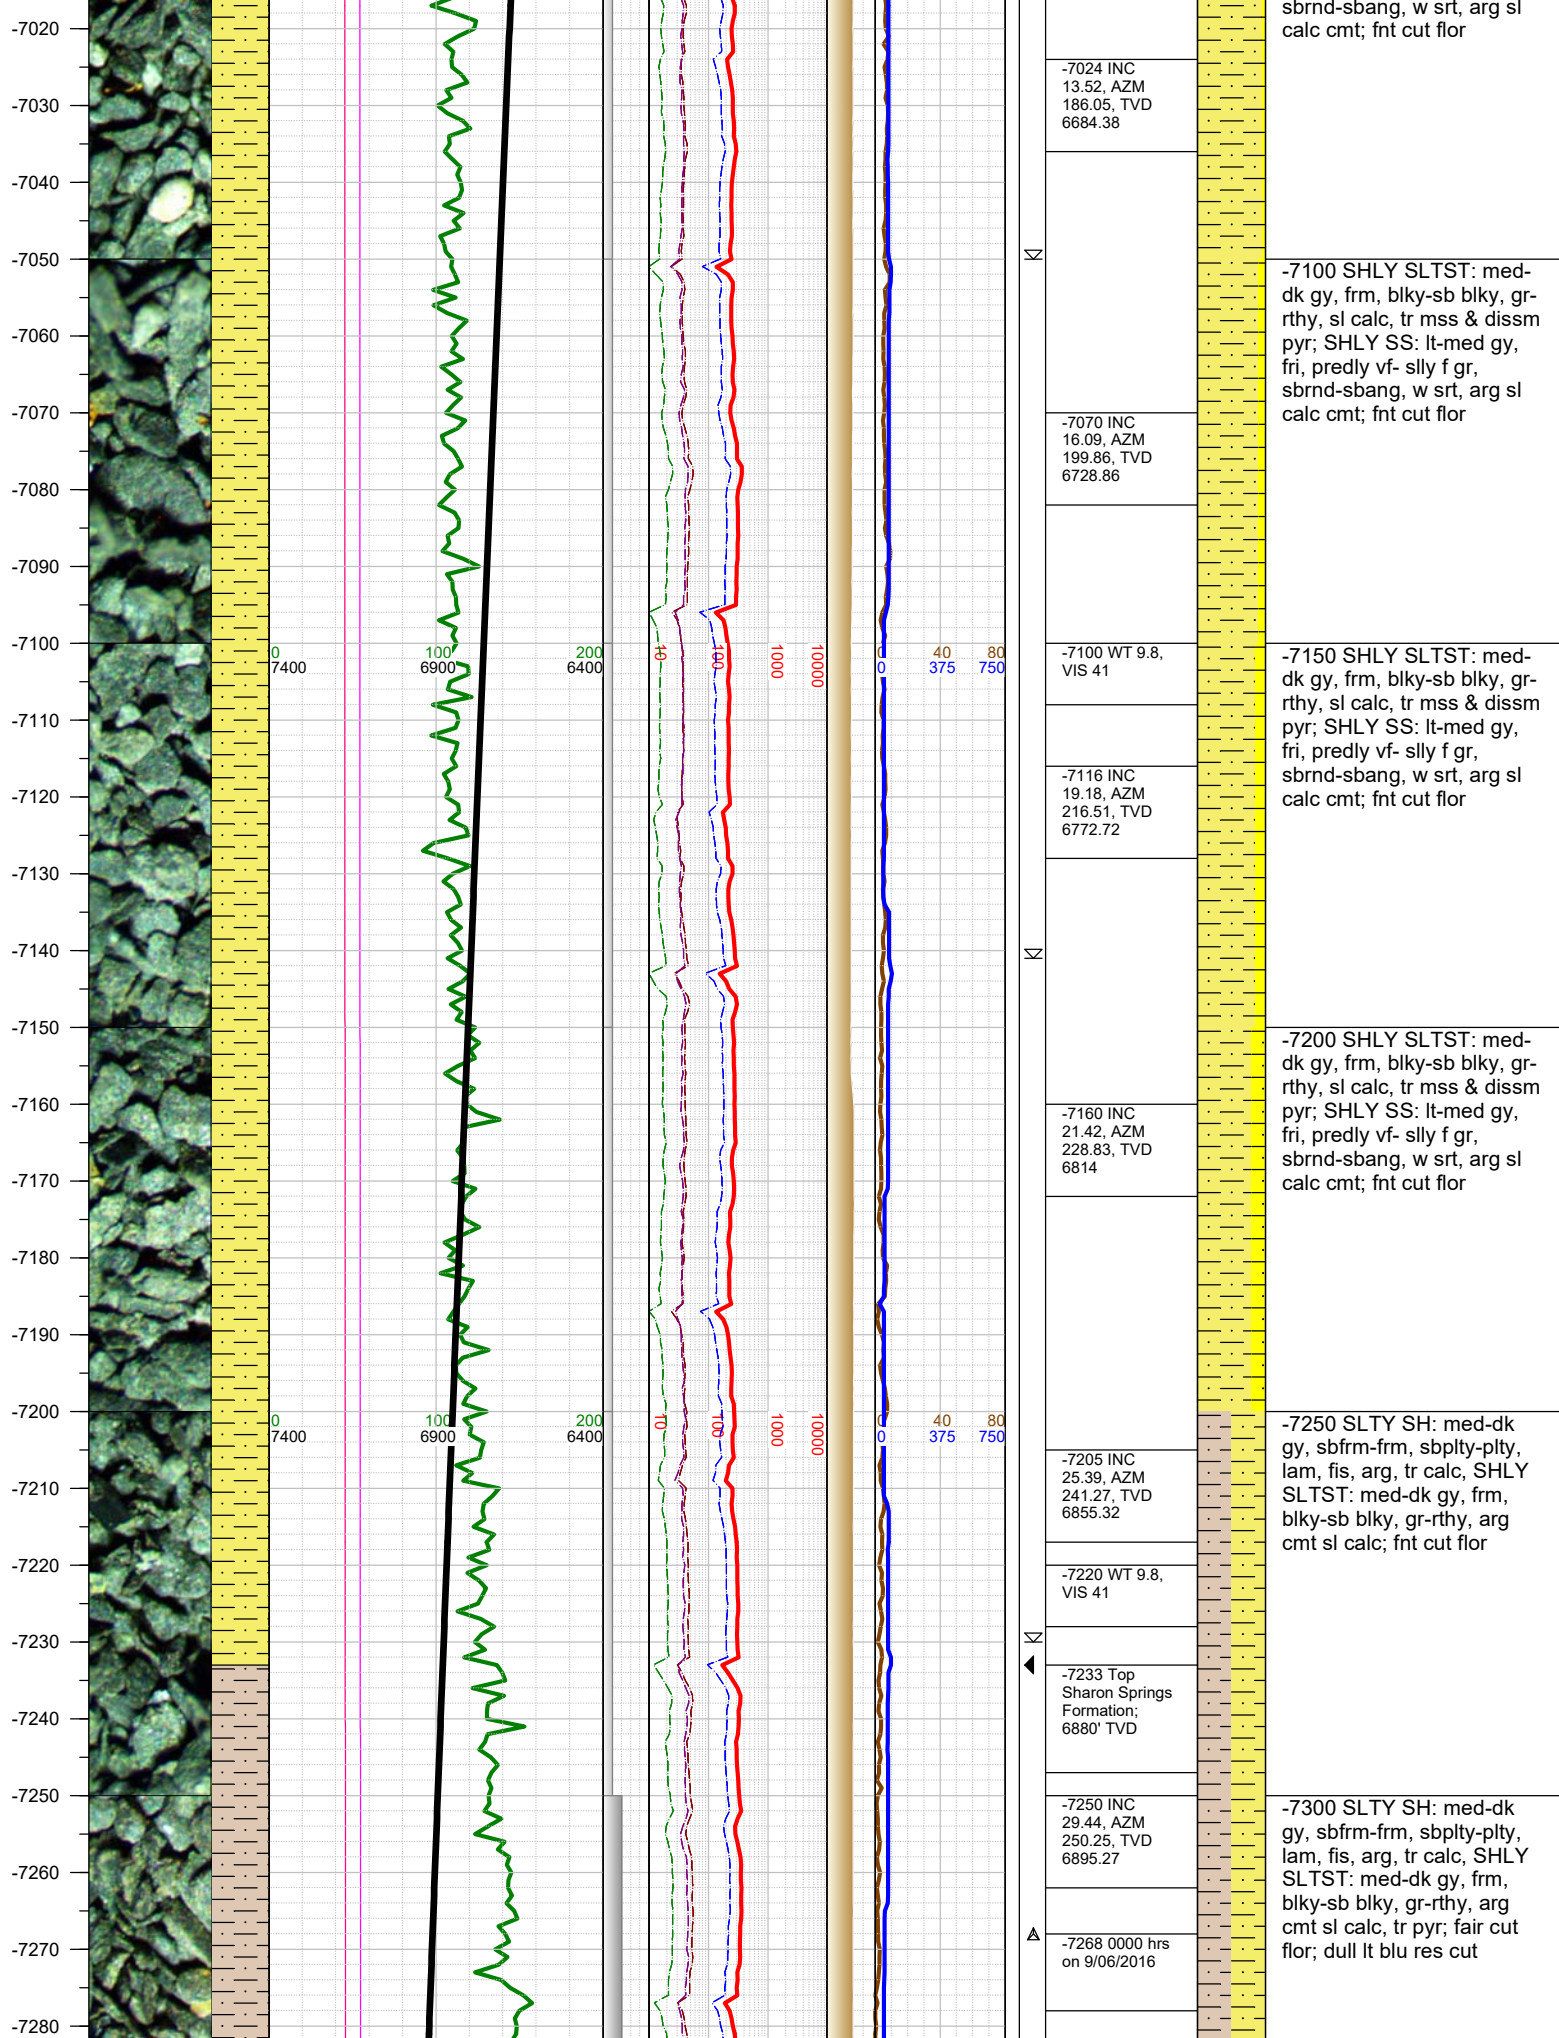 -7020
-7030
-7040
-7050
-7060
-7070
-7080
-7090
-7100
-7110
-7120
-7130
-7140
-7150
-7160
-7170
-7180
-7190
-7200
-7210
-7220
-7230
-7240
-7250
-7260
-7270
-7280
0 100 200
7400 6900 6400
10 100 1000 10000
0 40 80
0 375 750
0 100 200
7400 6900 6400
10 100 1000 10000
0 40 80
0 375 750
-7024 INC
13.52, AZM
186.05, TVD
6684.38
-7070 INC
16.09, AZM
199.86, TVD
6728.86
-7100 WT 9.8,
VIS 41
-7116 INC
19.18, AZM
216.51, TVD
6772.72
-7160 INC
21.42, AZM
228.83, TVD
6814
-7205 INC
25.39, AZM
241.27, TVD
6855.32
-7220 WT 9.8,
VIS 41
-7233 Top
Sharon Springs
Formation;
6880' TVD
-7250 INC
29.44, AZM
250.25, TVD
6895.27
-7268 0000 hrs
on 9/06/2016
sbrnd-sbang, w srt, arg sl
calc cmt; fnt cut flor
-7100 SHLY SLTST: med-
dk gy, frm, blky-sb blky, gr-
rthy, sl calc, tr mss & dissm
pyr; SHLY SS: lt-med gy,
fri, predly vf- slly f gr,
sbrnd-sbang, w srt, arg sl
calc cmt; fnt cut flor
-7150 SHLY SLTST: med-
dk gy, frm, blky-sb blky, gr-
rthy, sl calc, tr mss & dissm
pyr; SHLY SS: lt-med gy,
fri, predly vf- slly f gr,
sbrnd-sbang, w srt, arg sl
calc cmt; fnt cut flor
-7200 SHLY SLTST: med-
dk gy, frm, blky-sb blky, gr-
rthy, sl calc, tr mss & dissm
pyr; SHLY SS: lt-med gy,
fri, predly vf- slly f gr,
sbrnd-sbang, w srt, arg sl
calc cmt; fnt cut flor
-7250 SLTY SH: med-dk
gy, sbfrm-frm, sbplty-plty,
lam, fis, arg, tr calc, SHLY
SLTST: med-dk gy, frm,
blky-sb blky, gr-rthy, arg
cmt sl calc; fnt cut flor
-7300 SLTY SH: med-dk
gy, sbfrm-frm, sbplty-plty,
lam, fis, arg, tr calc, SHLY
SLTST: med-dk gy, frm,
blky-sb blky, gr-rthy, arg
cmt sl calc, tr pyr; fair cut
flor; dull lt blu res cut